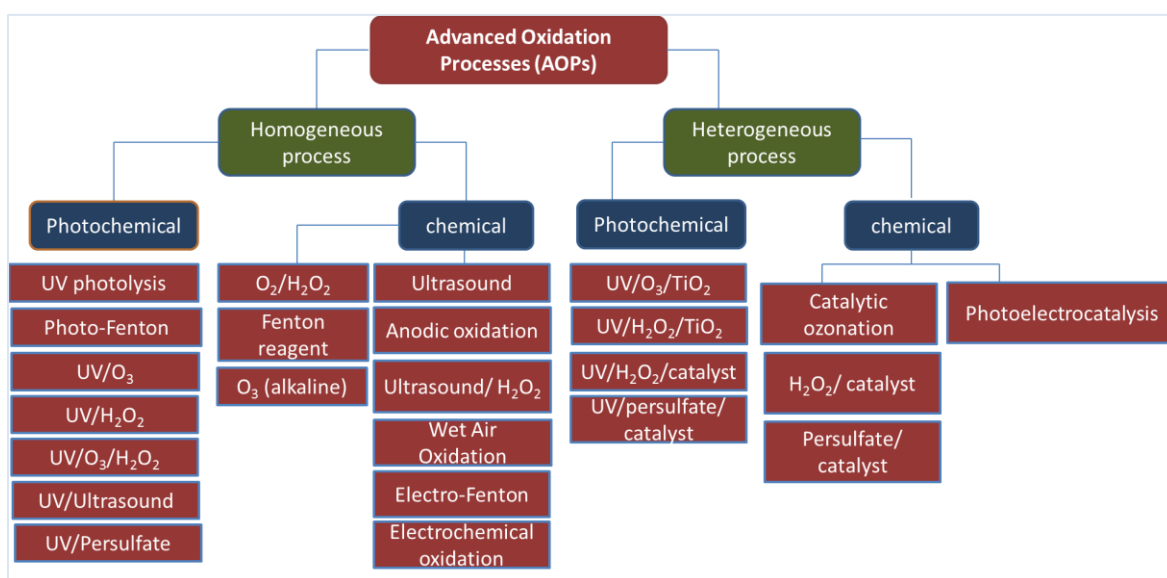 Advanced Oxidation
Processes (AOPs)
Homogeneous
process
Heterogeneous
process
Photochemical
chemical
Photochemical
chemical
UV photolysis
Photo-Fenton
UV/O₃
UV/H₂O₂
UV/O₃/H₂O₂
UV/Ultrasound
UV/Persulfate
O₂/H₂O₂
Fenton
reagent
O₃ (alkaline)
Ultrasound
Anodic oxidation
Ultrasound/ H₂O₂
Wet Air
Oxidation
Electro-Fenton
Electrochemical
oxidation
UV/O₃/TiO₂
UV/H₂O₂/TiO₂
UV/H₂O₂/catalyst
UV/persulfate/
catalyst
Catalytic
ozonation
H₂O₂/ catalyst
Persulfate/
catalyst
Photoelectrocatalysis